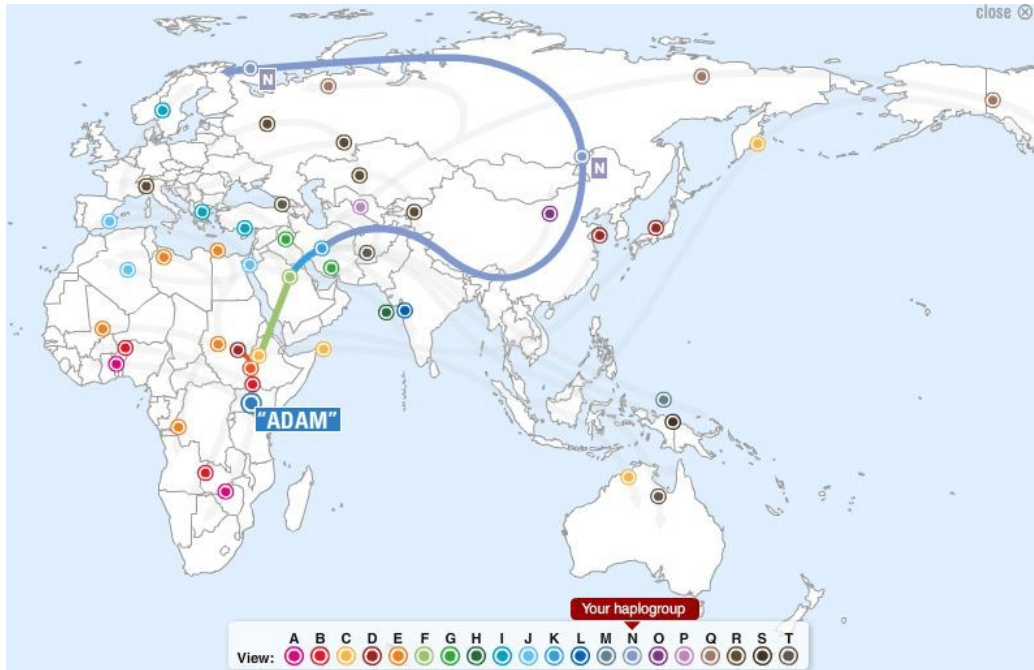 close
N
N
"ADAM"
Your haplogroup
A B C D E F G H I J K L M N O P Q R S T
View: